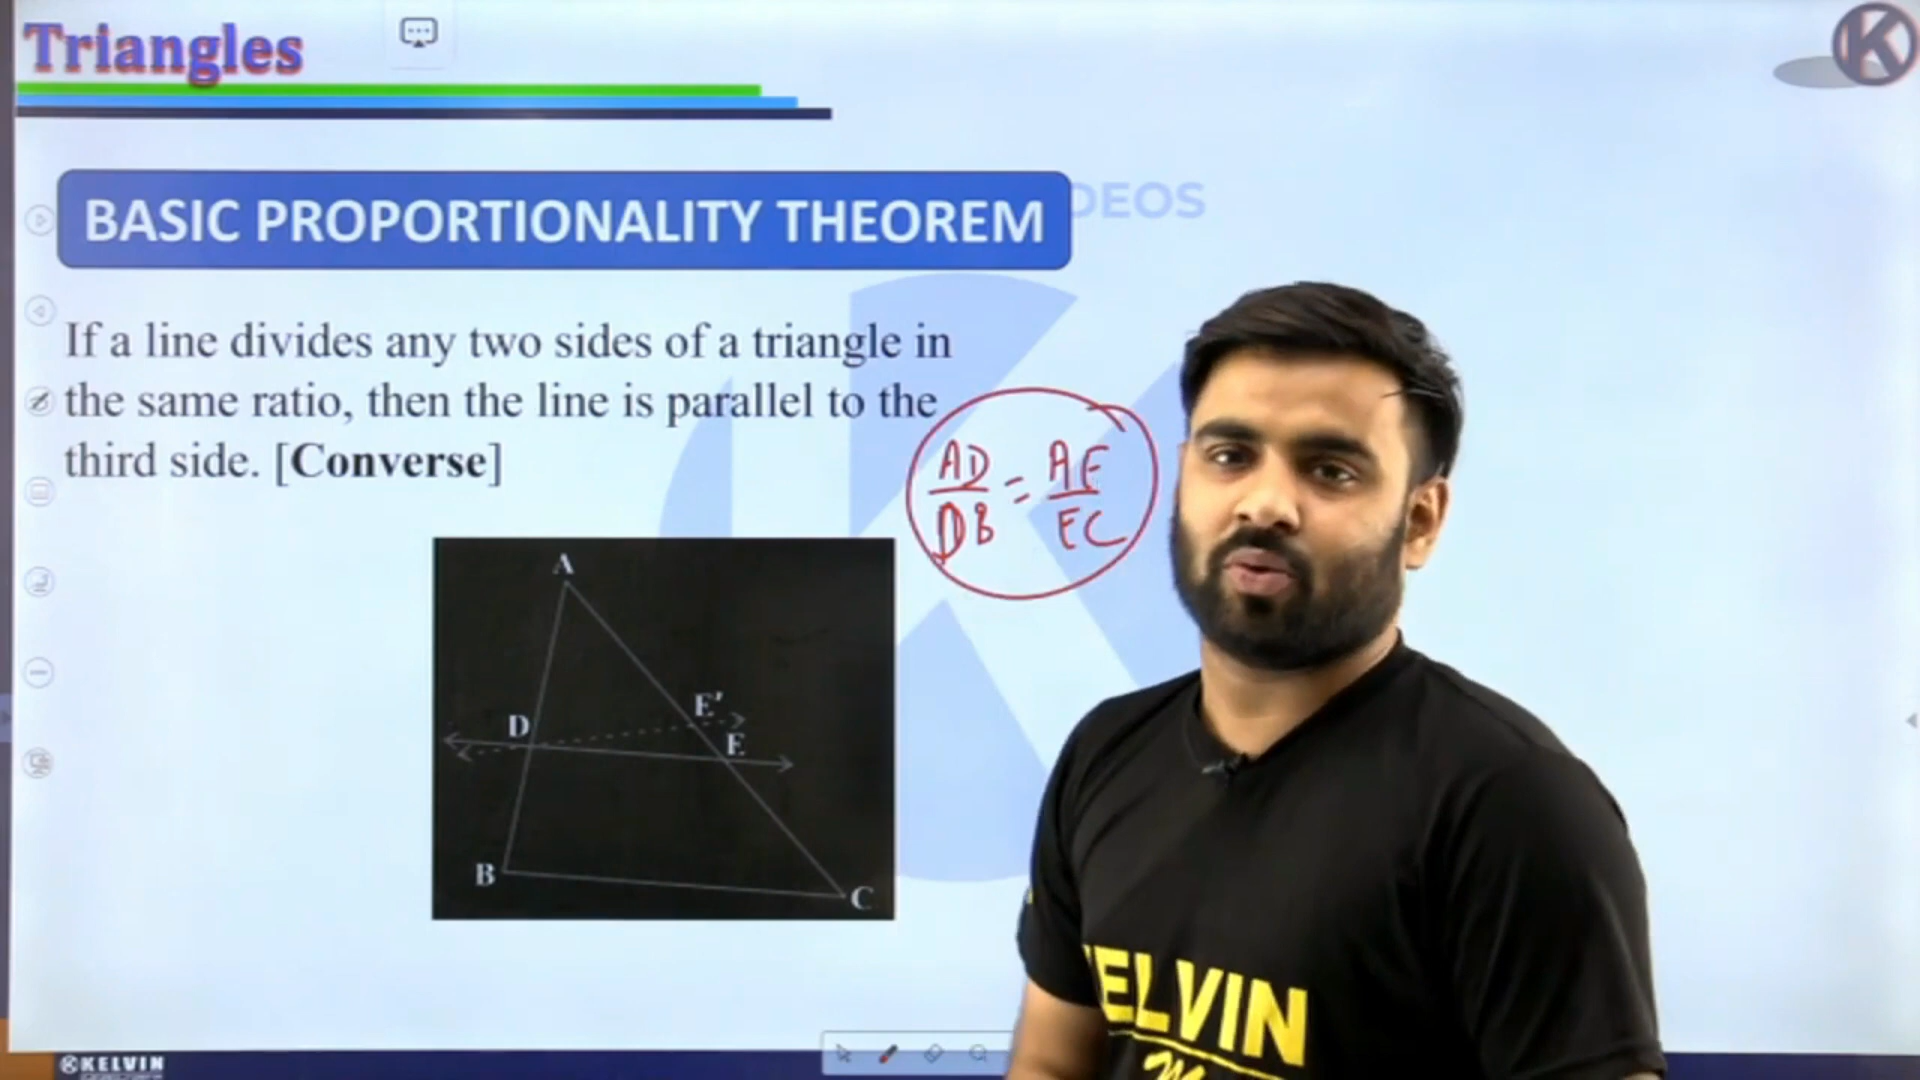 Triangles
K
DEOS
BASIC PROPORTIONALITY THEOREM
If a line divides any two sides of a triangle in
the same ratio, then the line is parallel to the
third side. [Converse]
AD/DB = AE/EC
A
E'
D
E
B
C
ELVIN
KELVIN